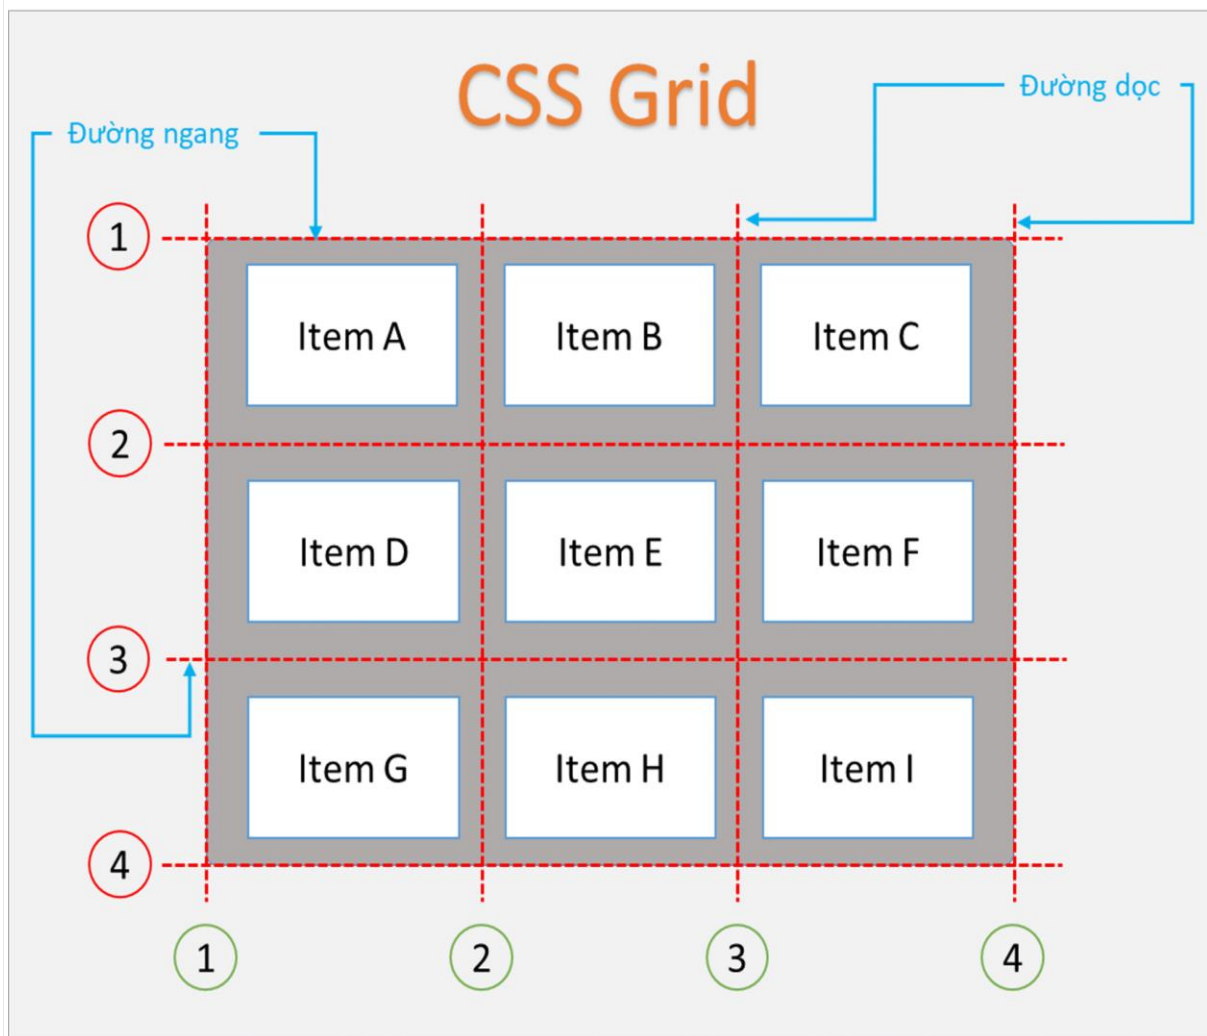 CSS Grid
Đường dọc
Đường ngang
1
Item A
Item B
Item C
2
Item D
Item E
Item F
3
Item G
Item H
Item I
4
1
2
3
4